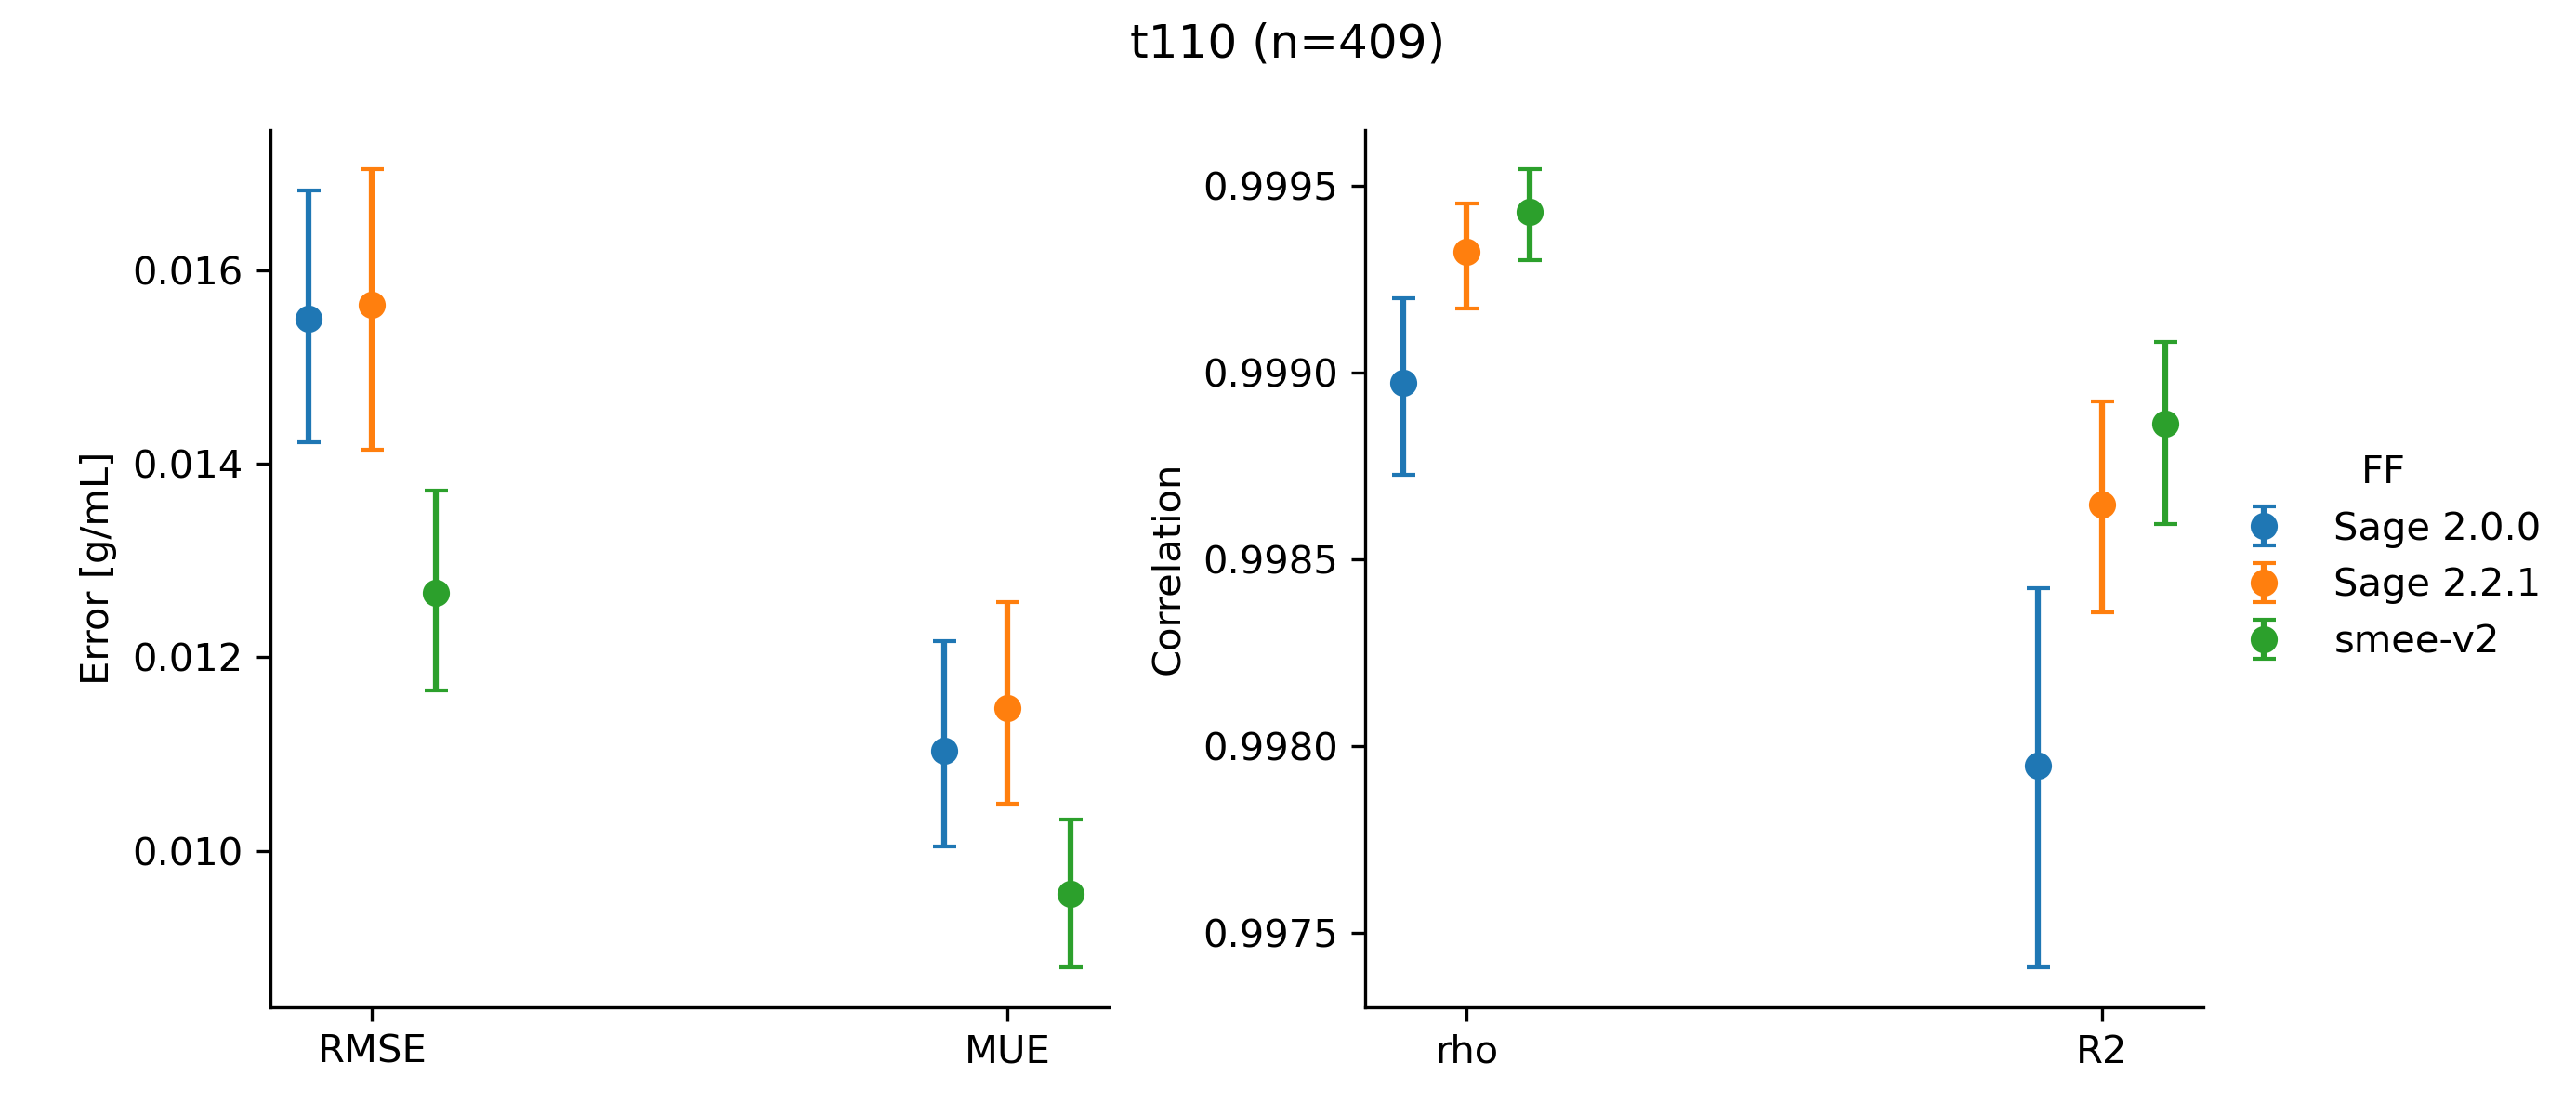 t110 (n=409)
Error [g/mL]
0.016
0.014
0.012
0.010
RMSE
MUE
Correlation
0.9995
0.9990
0.9985
0.9980
0.9975
rho
R2
FF
Sage 2.0.0
Sage 2.2.1
smee-v2